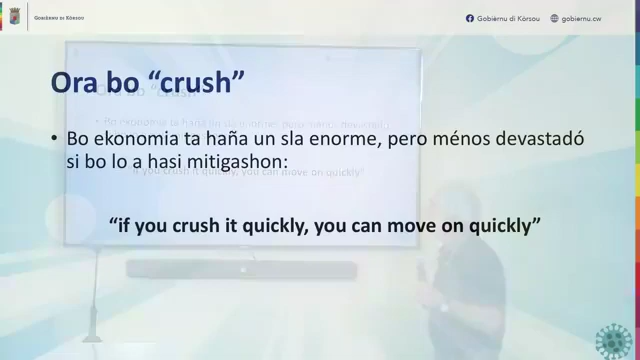 Gobièrnu di Kòrsou
Gobièrnu di Kòrsou
gobiernu.cw
Ora bo “crush”
• Bo ekonomia ta haña un sla enorme, pero ménos devastadó
si bo lo a hasi mitigashon:
“if you crush it quickly, you can move on quickly”